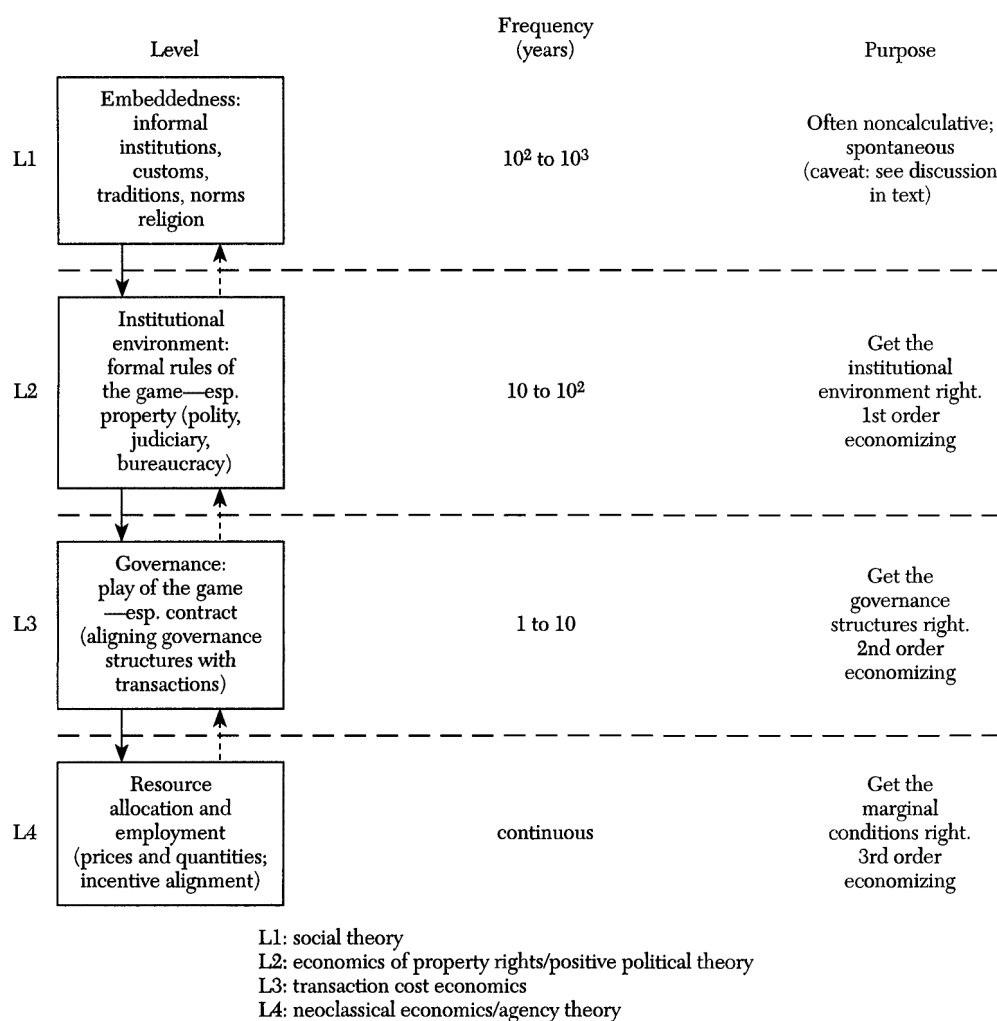 Level
Frequency
(years)
Purpose
L1
Embeddedness:
informal
institutions,
customs,
traditions, norms
religion
10² to 10³
Often noncalculative;
spontaneous
(caveat: see discussion
in text)
L2
Institutional
environment:
formal rules of
the game—esp.
property (polity,
judiciary,
bureaucracy)
10 to 10²
Get the
institutional
environment right.
1st order
economizing
L3
Governance:
play of the game
—esp. contract
(aligning governance
structures with
transactions)
1 to 10
Get the
governance
structures right.
2nd order
economizing
L4
Resource
allocation and
employment
(prices and quantities;
incentive alignment)
continuous
Get the
marginal
conditions right.
3rd order
economizing
L1: social theory
L2: economics of property rights/positive political theory
L3: transaction cost economics
L4: neoclassical economics/agency theory